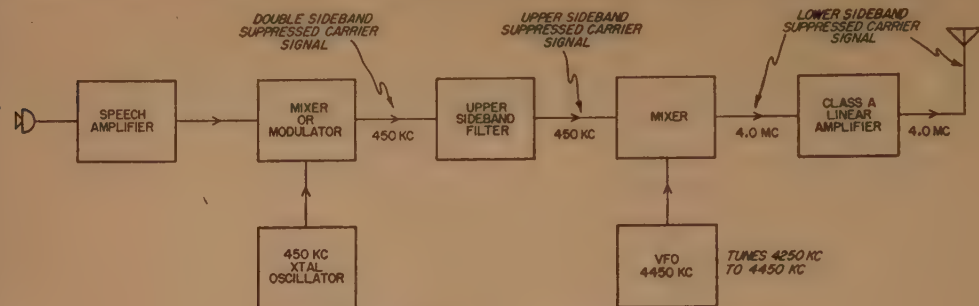 DOUBLE SIDEBAND
SUPPRESSED CARRIER
SIGNAL
UPPER SIDEBAND
SUPPRESSED CARRIER
SIGNAL
LOWER SIDEBAND
SUPPRESSED CARRIER
SIGNAL
SPEECH
AMPLIFIER
MIXER
OR
MODULATOR
450 KC
UPPER
SIDEBAND
FILTER
450 KC
MIXER
4.0 MC
CLASS A
LINEAR
AMPLIFIER
4.0 MC
450 KC
XTAL
OSCILLATOR
VFO
4450 KC
TUNES 4250 KC
TO 4450 KC